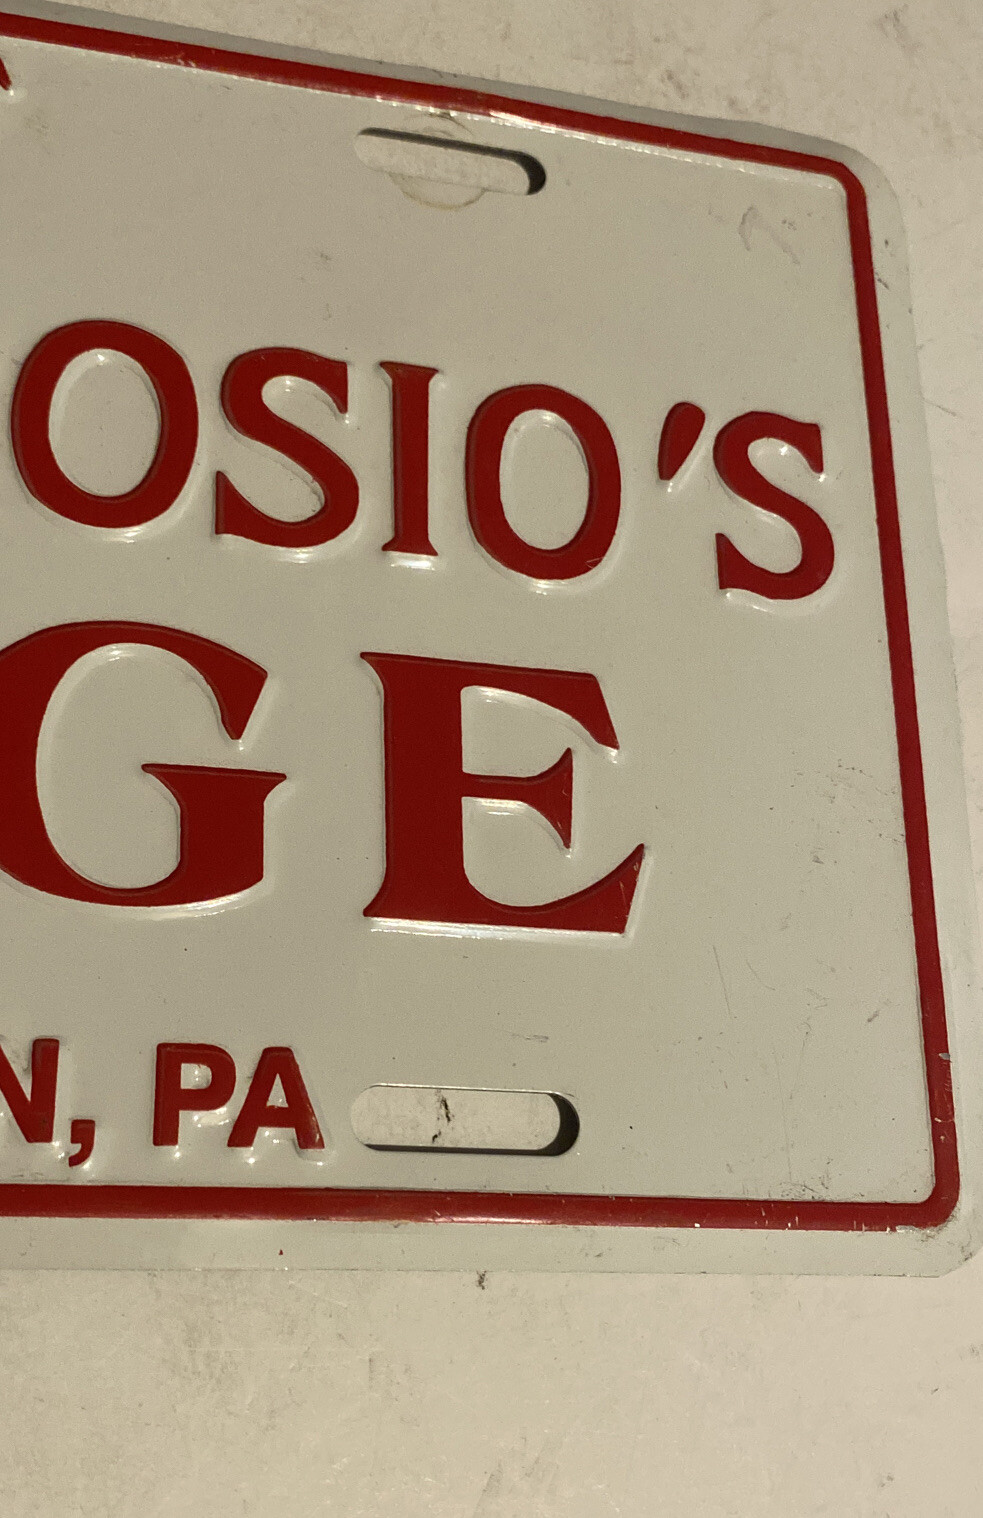 OSIO'S
GE
N, PA